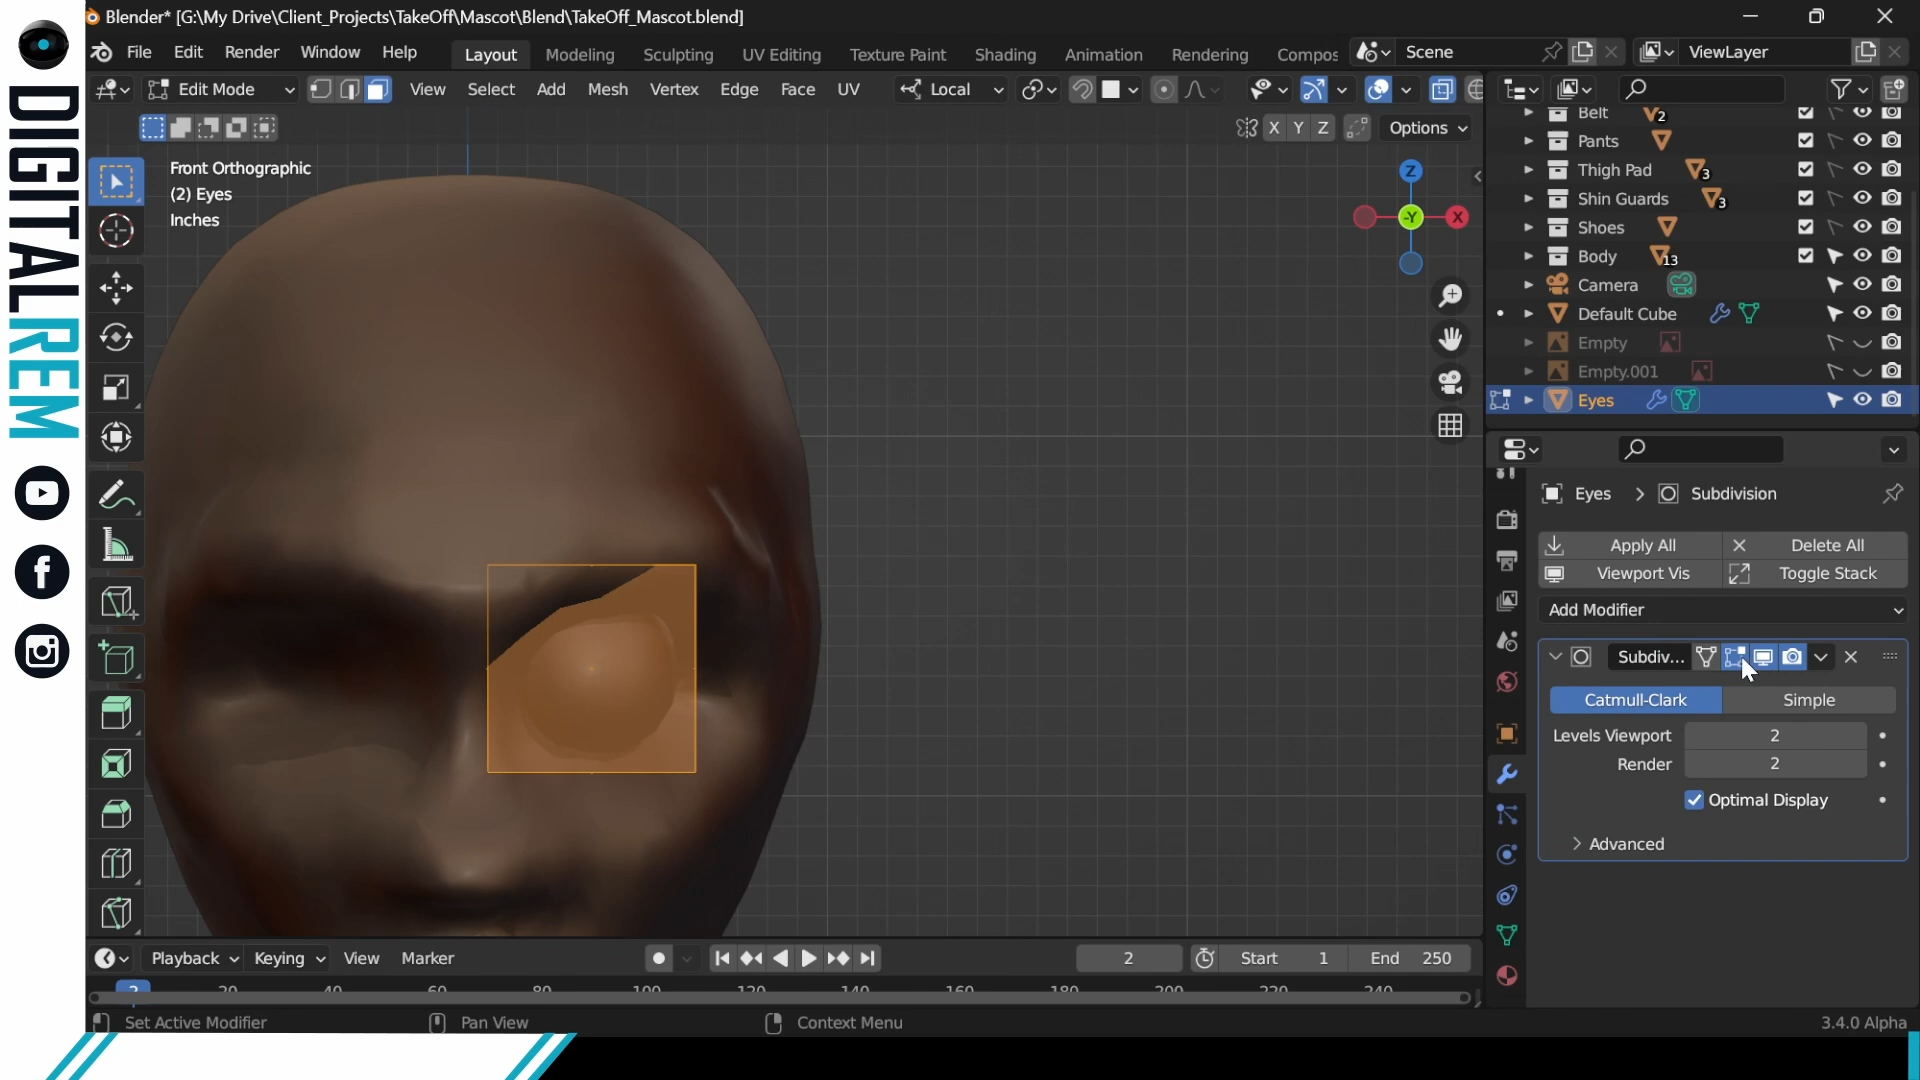 Blender* [G:\My Drive\Client_Projects\TakeOff\Mascot\Blend\TakeOff_Mascot.blend]
File Edit Render Window Help Layout Modeling Sculpting UV Editing Texture Paint Shading Animation Rendering Compos Scene ViewLayer
Edit Mode View Select Add Mesh Vertex Edge Face UV Local
X Y Z Options
Front Orthographic
(2) Eyes
Inches
Z
-Y X
DIGITALREM
Belt 2
Pants
Thigh Pad 3
Shin Guards 3
Shoes
Body 13
Camera
Default Cube
Empty
Empty.001
Eyes
Eyes > Subdivision
Apply All Delete All
Viewport Vis Toggle Stack
Add Modifier
Subdiv...
Catmull-Clark Simple
Levels Viewport 2
Render 2
Optimal Display
Advanced
Playback Keying View Marker 2 Start 1 End 250
2 20 40 60 80 100 120 140 160 180 200 220 240
Set Active Modifier Pan View Context Menu 3.4.0 Alpha